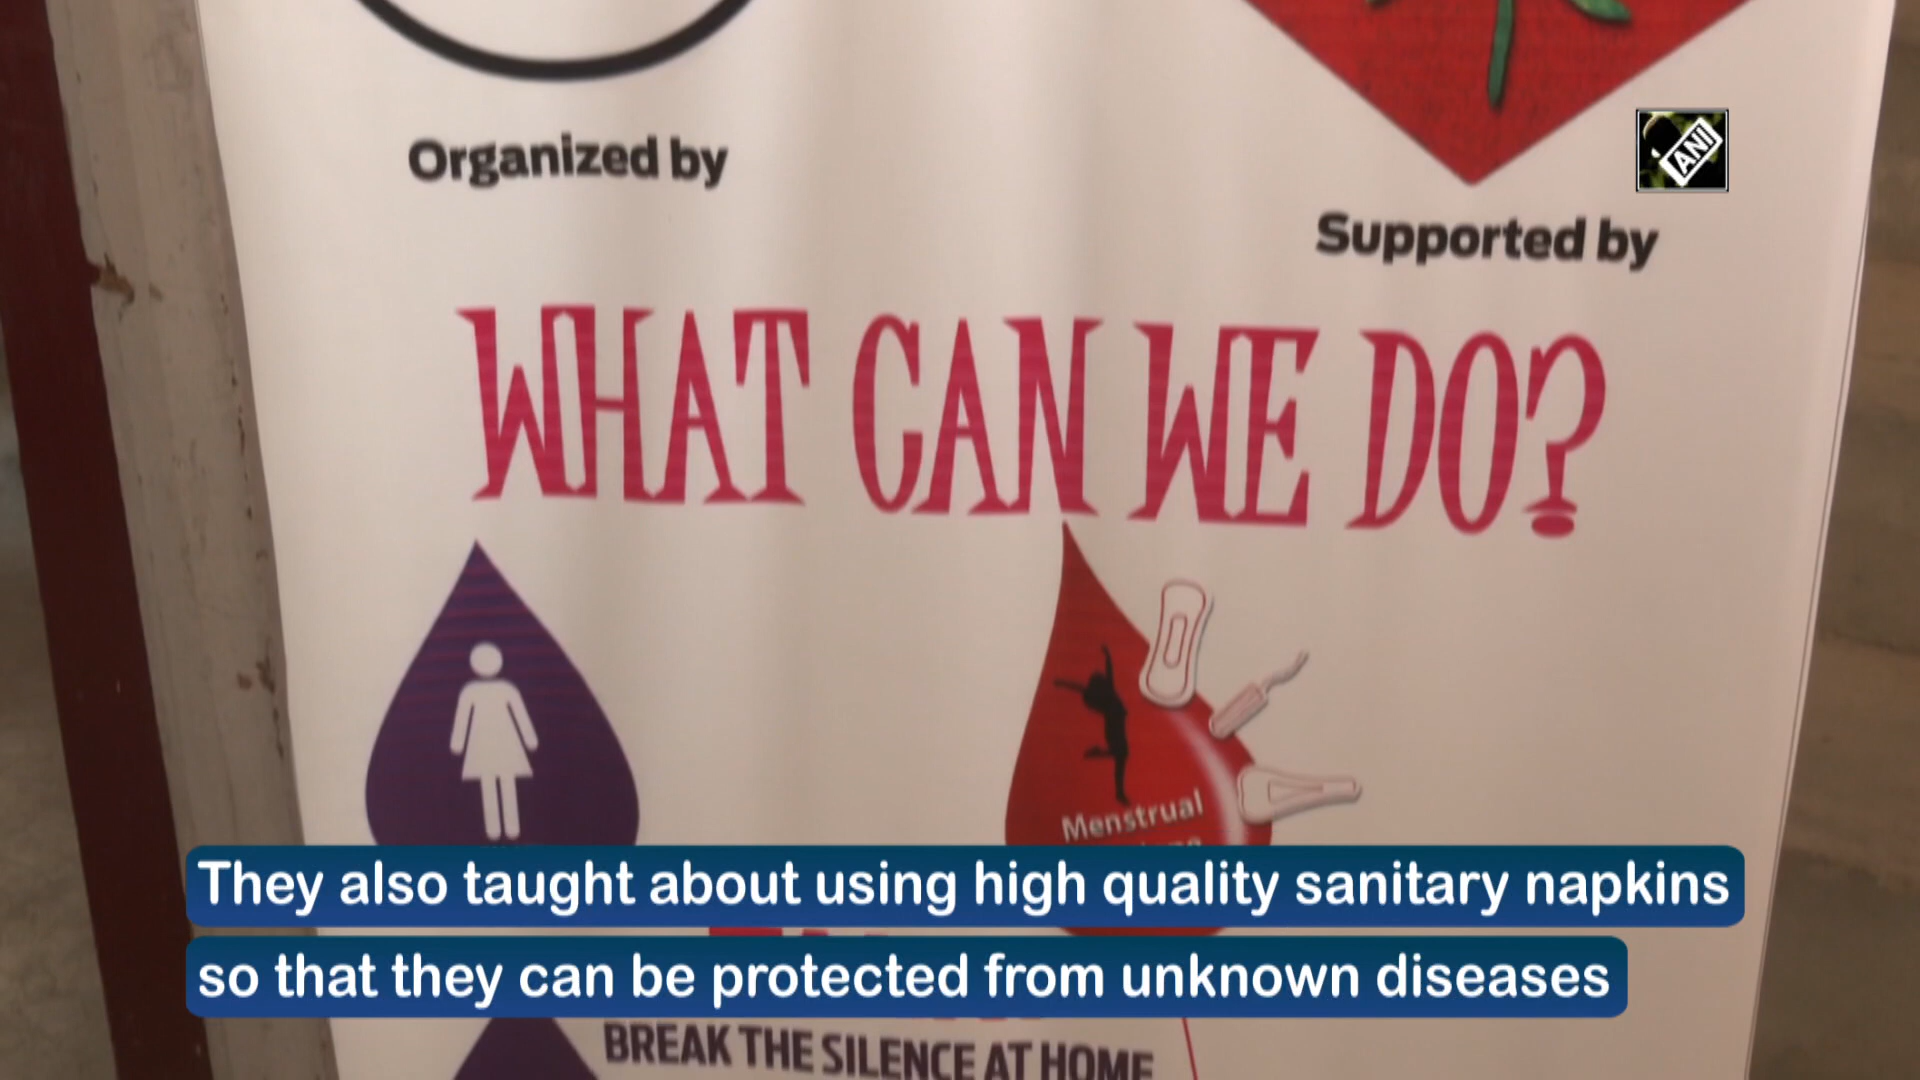 Organized by
ANI
Supported by
WHAT CAN WE DO?
Menstrual
They also taught about using high quality sanitary napkins
so that they can be protected from unknown diseases
BREAK THE SILENCE AT HOME